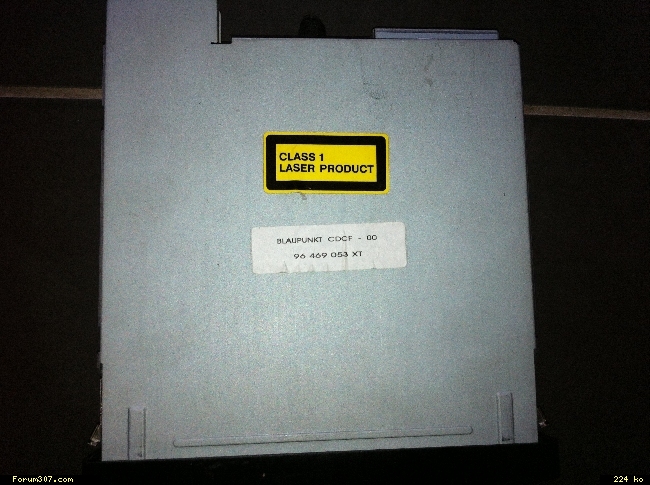 CLASS 1
LASER PRODUCT
BLAUPUNKT CDCF - 00
96 469 053 XT
Forum307.com
224 ko